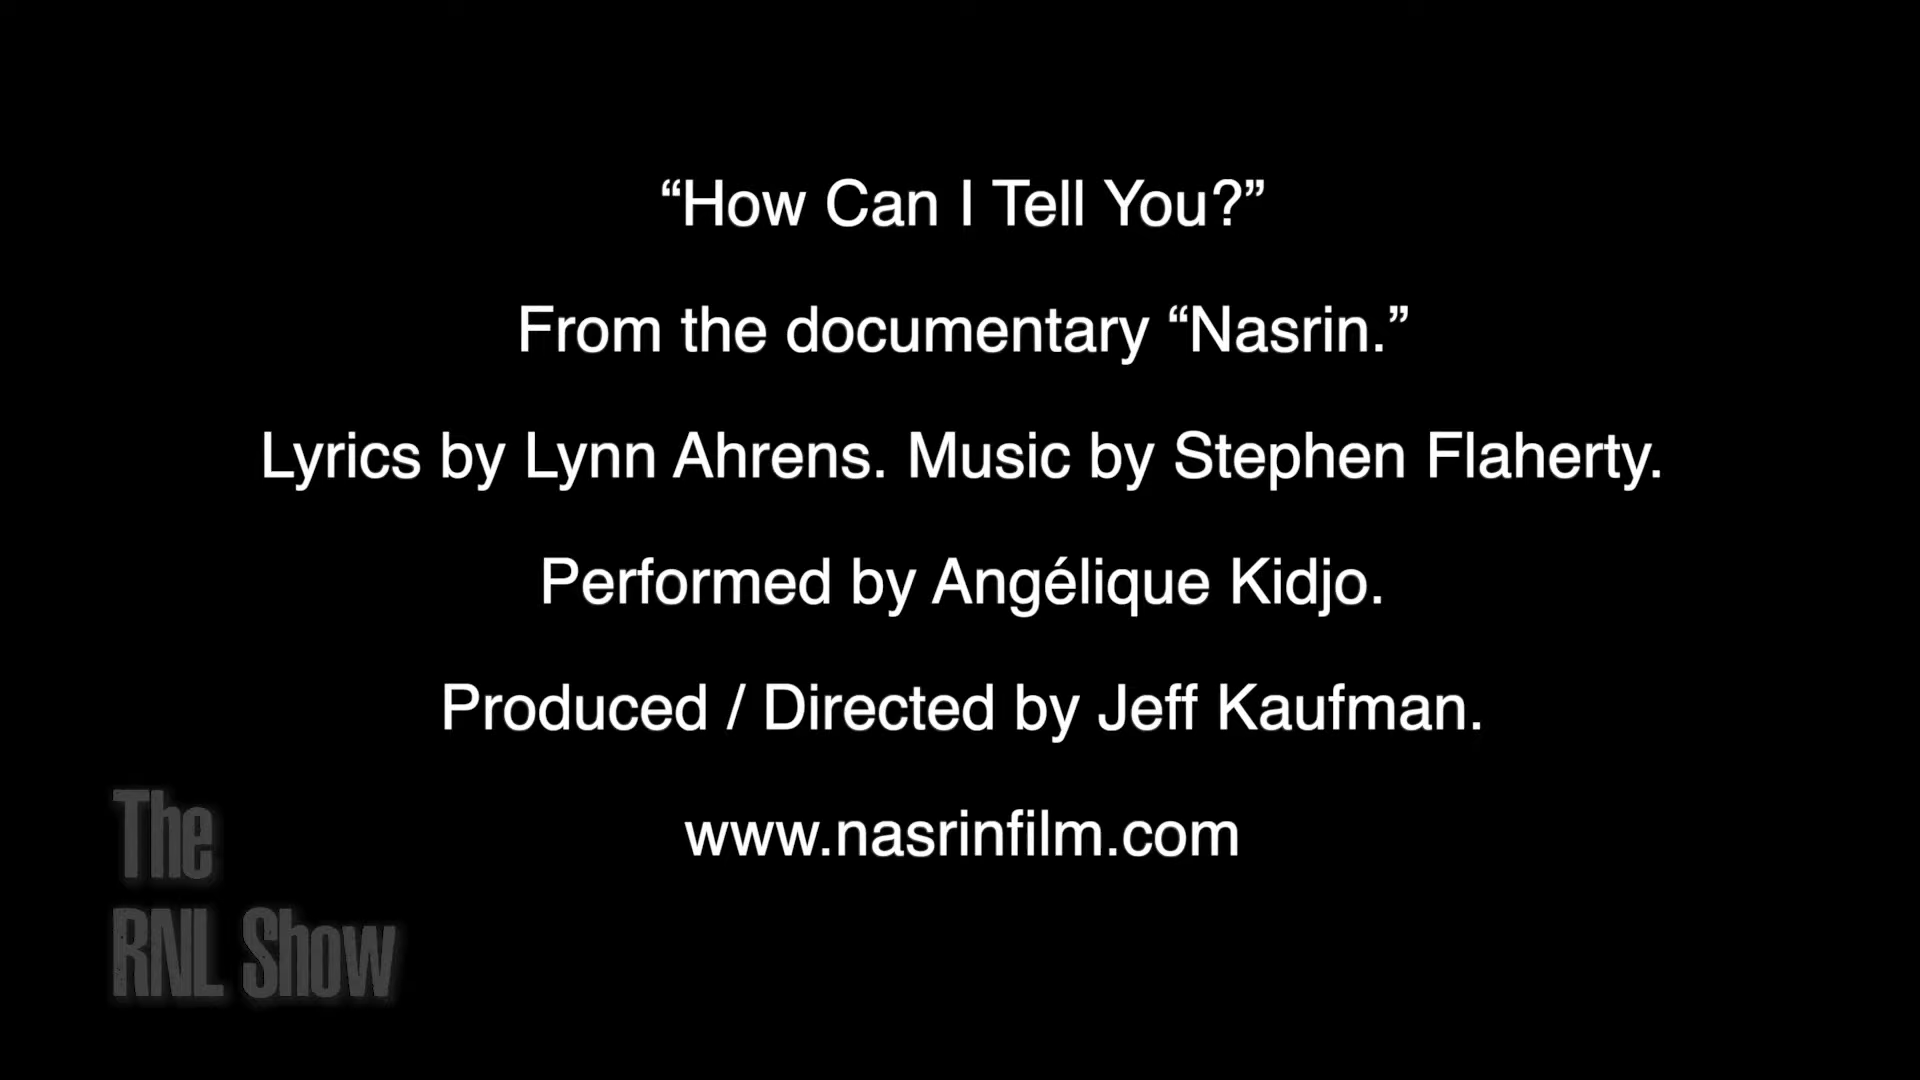 “How Can I Tell You?”
From the documentary “Nasrin.”
Lyrics by Lynn Ahrens. Music by Stephen Flaherty.
Performed by Angélique Kidjo.
Produced / Directed by Jeff Kaufman.
www.nasrinfilm.com
The
RNL Show